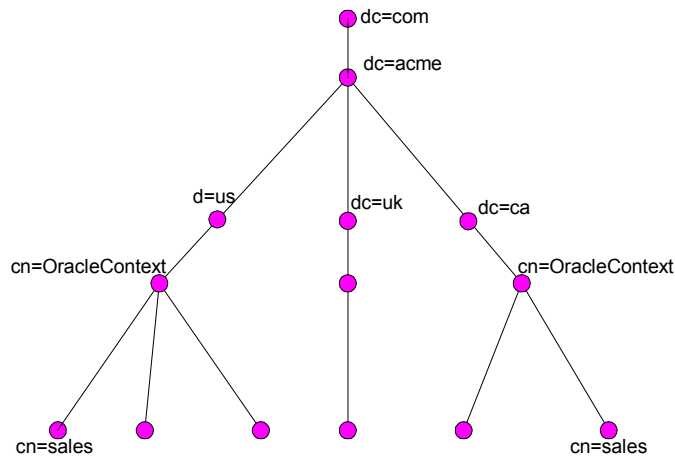 dc=com
dc=acme
d=us
dc=uk
dc=ca
cn=OracleContext
cn=OracleContext
cn=sales
cn=sales